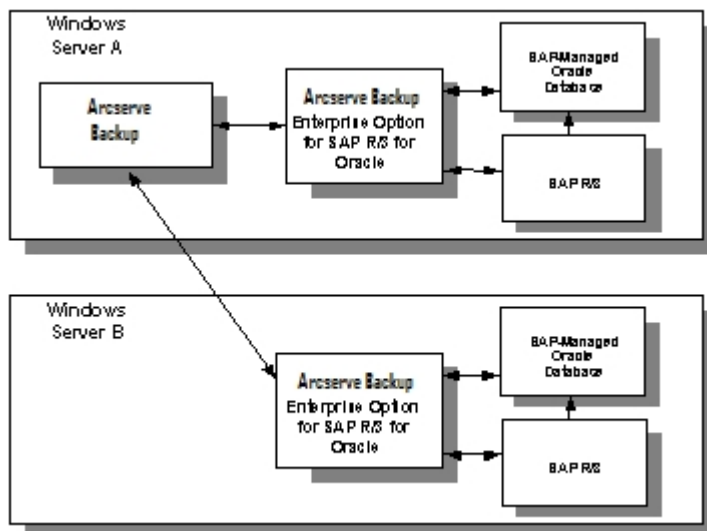 Windows
Server A
Arcserve
Backup
Arcserve Backup
Enterprise Option
for SAP R/3 for
Oracle
SAP-Managed
Oracle
Database
SAP R/3
Windows
Server B
Arcserve Backup
Enterprise Option
for SAP R/3 for
Oracle
SAP-Managed
Oracle
Database
SAP R/3